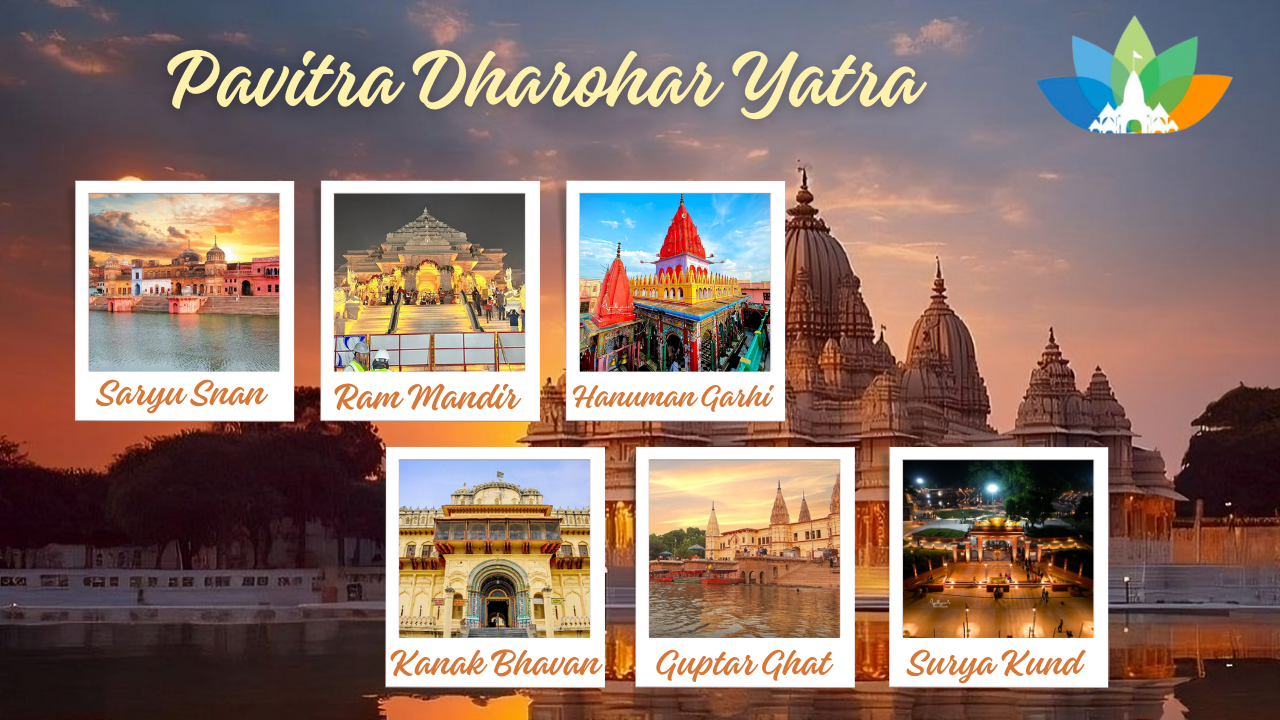 Pavitra Dharohar Yatra
Saryu Snan
Ram Mandir
Hanuman Garhi
Kanak Bhavan
Guptar Ghat
Surya Kund